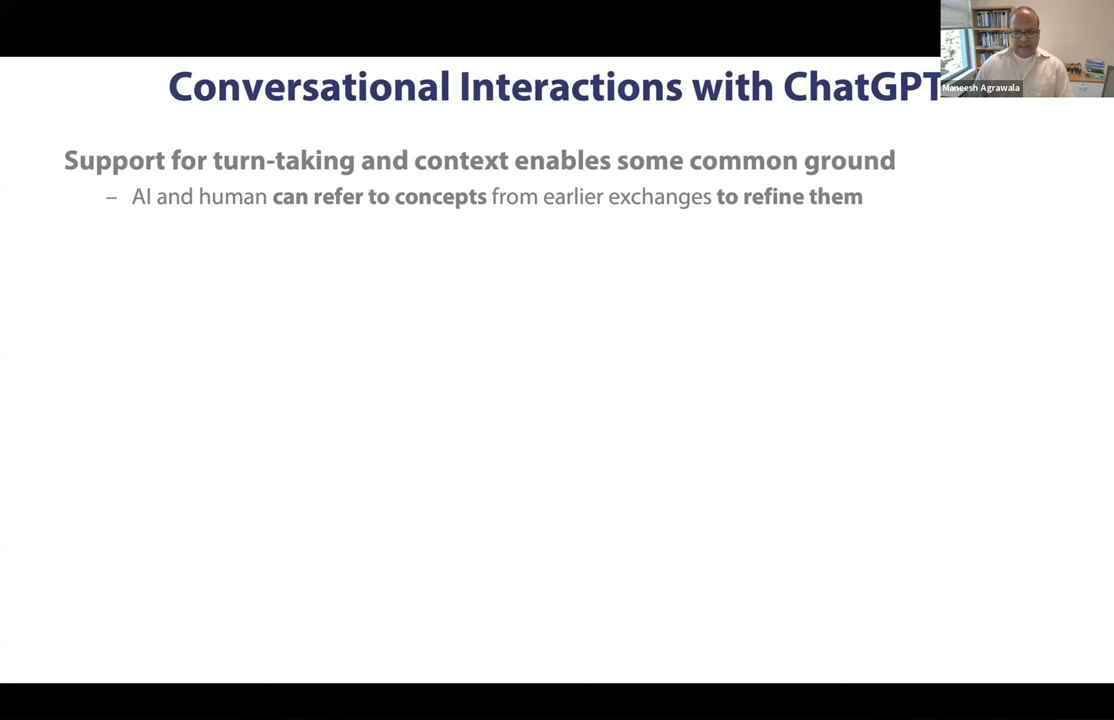 Conversational Interactions with ChatGPT
Maneesh Agrawala
Support for turn-taking and context enables some common ground
– AI and human can refer to concepts from earlier exchanges to refine them